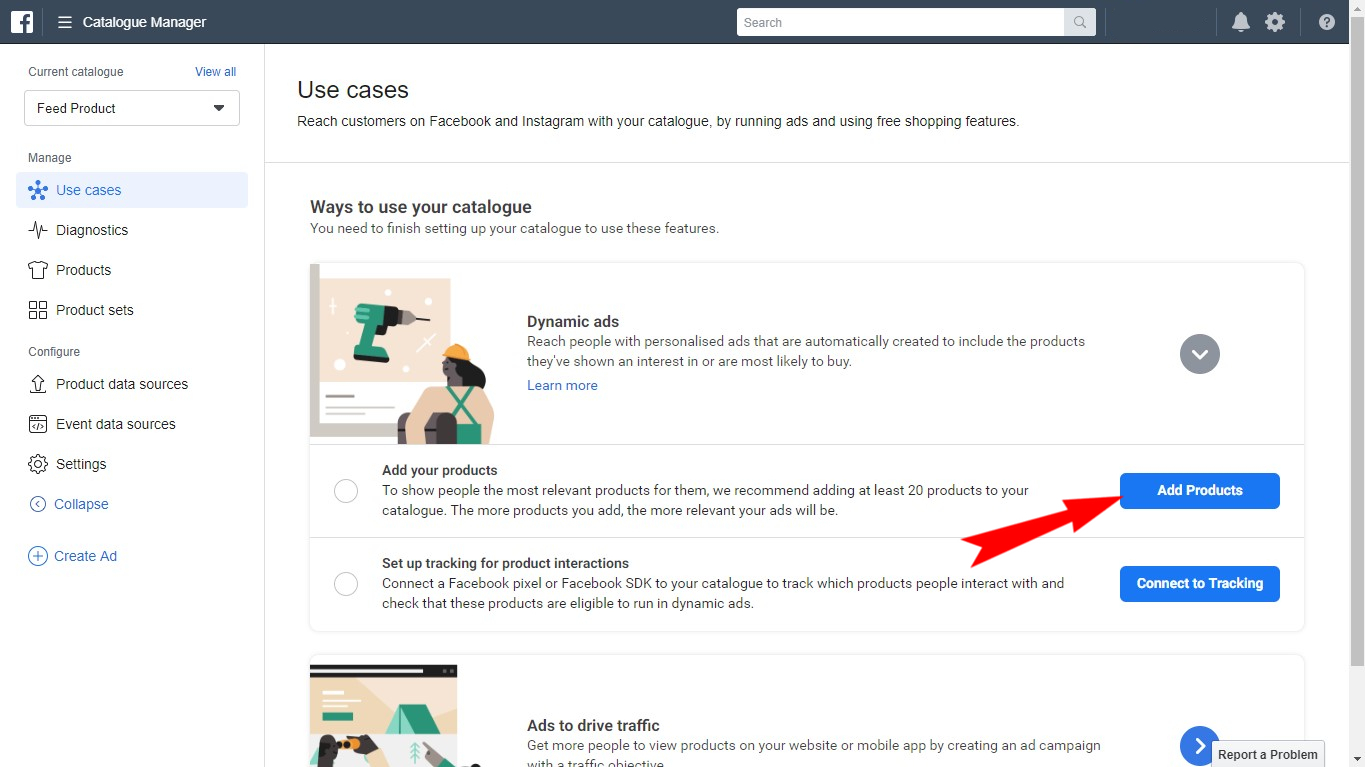 Catalogue Manager
Search
Current catalogue
View all
Feed Product
Manage
Use cases
Diagnostics
Products
Product sets
Configure
Product data sources
Event data sources
Settings
Collapse
Create Ad
Use cases
Reach customers on Facebook and Instagram with your catalogue, by running ads and using free shopping features.
Ways to use your catalogue
You need to finish setting up your catalogue to use these features.
Dynamic ads
Reach people with personalised ads that are automatically created to include the products
they've shown an interest in or are most likely to buy.
Learn more
Add your products
To show people the most relevant products for them, we recommend adding at least 20 products to your
catalogue. The more products you add, the more relevant your ads will be.
Add Products
Set up tracking for product interactions
Connect a Facebook pixel or Facebook SDK to your catalogue to track which products people interact with and
check that these products are eligible to run in dynamic ads.
Connect to Tracking
Ads to drive traffic
Get more people to view products on your website or mobile app by creating an ad campaign
with a traffic objective.
Report a Problem